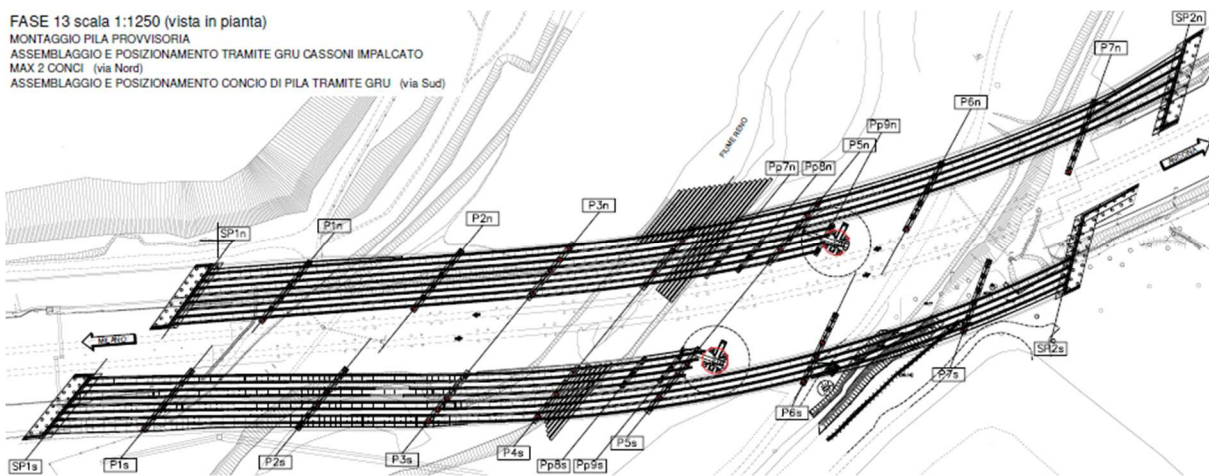 FASE 13 scala 1:1250 (vista in pianta)
MONTAGGIO PILA PROVVISORIA
ASSEMBLAGGIO E POSIZIONAMENTO TRAMITE GRU CASSONI IMPALCATO
MAX 2 CONCI (via Nord)
ASSEMBLAGGIO E POSIZIONAMENTO CONCIO DI PILA TRAMITE GRU (via Sud)
SP2n
P7n
P6n
Pp9n
P5n
Pp8n
Pp7n
FIUME RENO
ANCONA
P3n
P2n
P1n
SP1n
MILANO
SP2s
P7s
P6s
P5s
Pp9s
Pp8s
P4s
P3s
P2s
P1s
SP1s